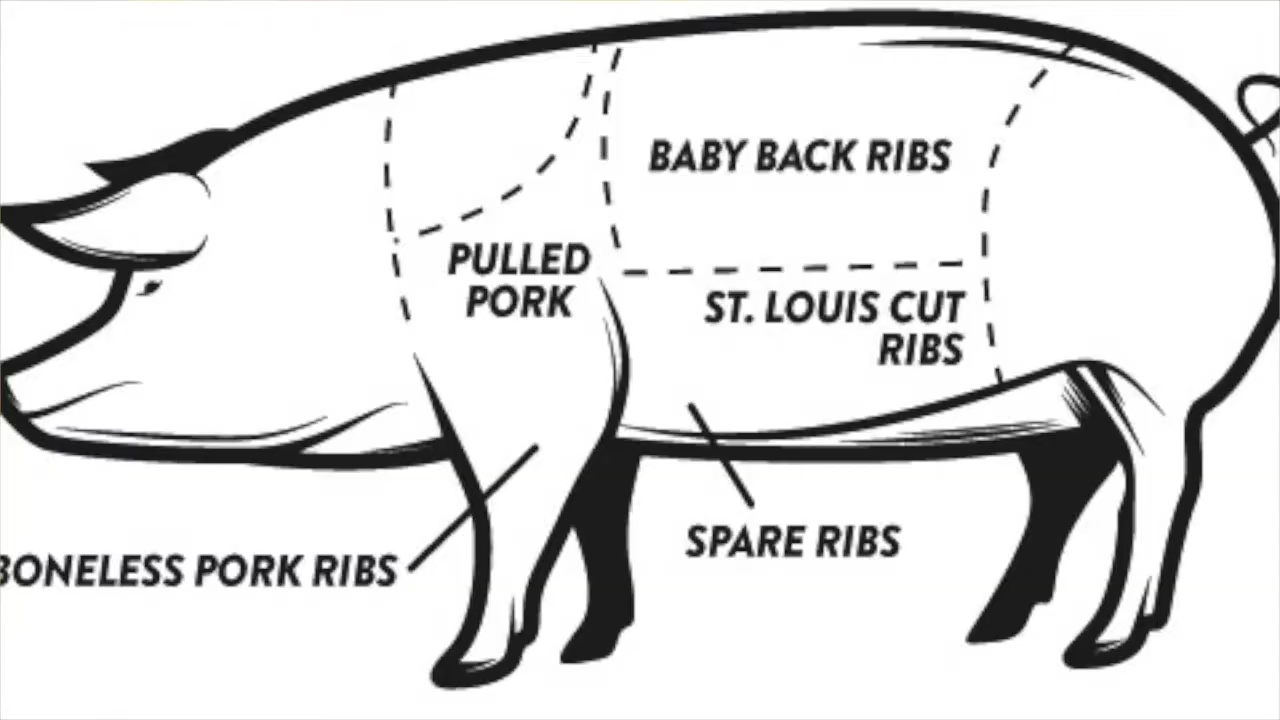 BABY BACK RIBS
PULLED
PORK
ST. LOUIS CUT
RIBS
SPARE RIBS
BONELESS PORK RIBS